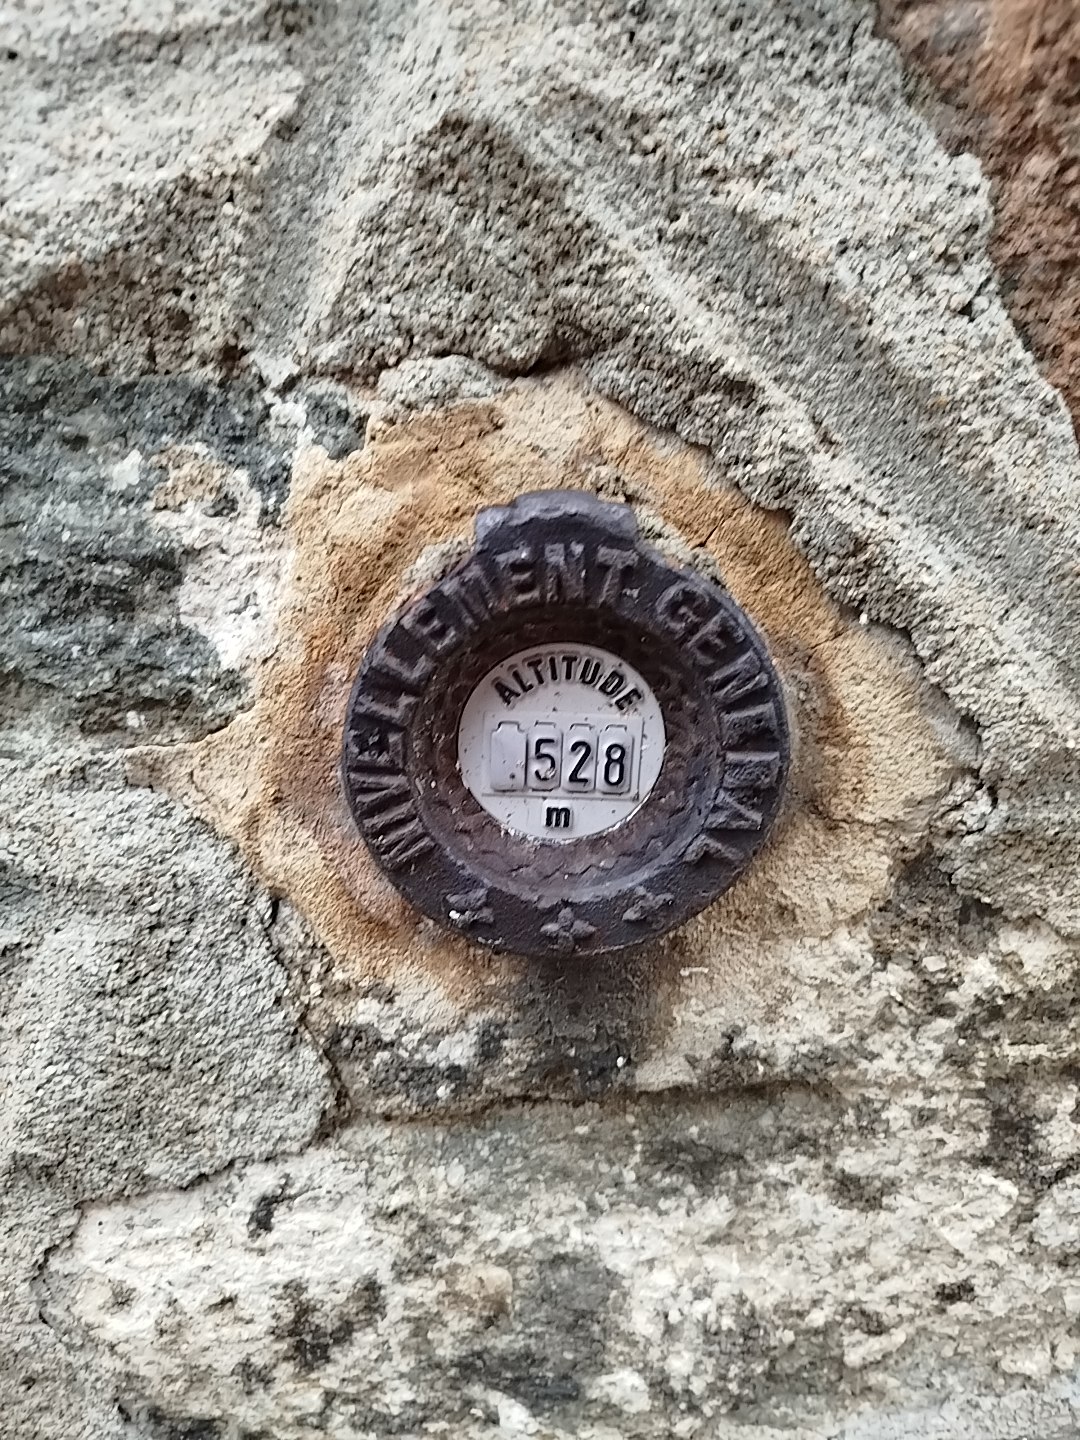 NIVELLEMENT GENERAL
ALTITUDE
528
m